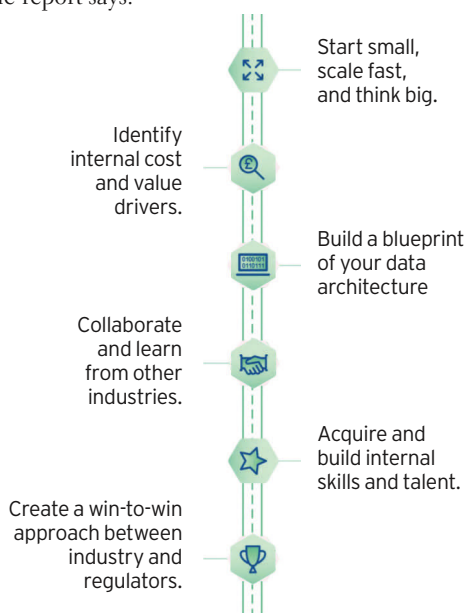 report says.
Start small,
scale fast,
and think big.
Identify
internal cost
and value
drivers.
£
0100101
0110111
Build a blueprint
of your data
architecture
Collaborate
and learn
from other
industries.
Acquire and
build internal
skills and talent.
Create a win-to-win
approach between
industry and
regulators.